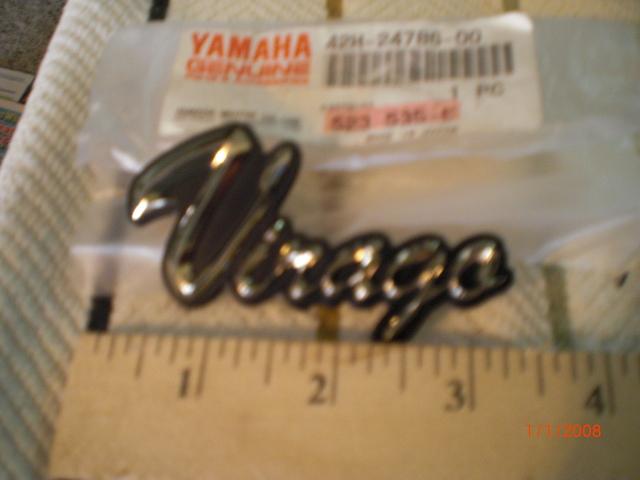 YAMAHA
GENUINE
42H-24786-00
1 PC
Virago
1 2 3 4
1/1/2008